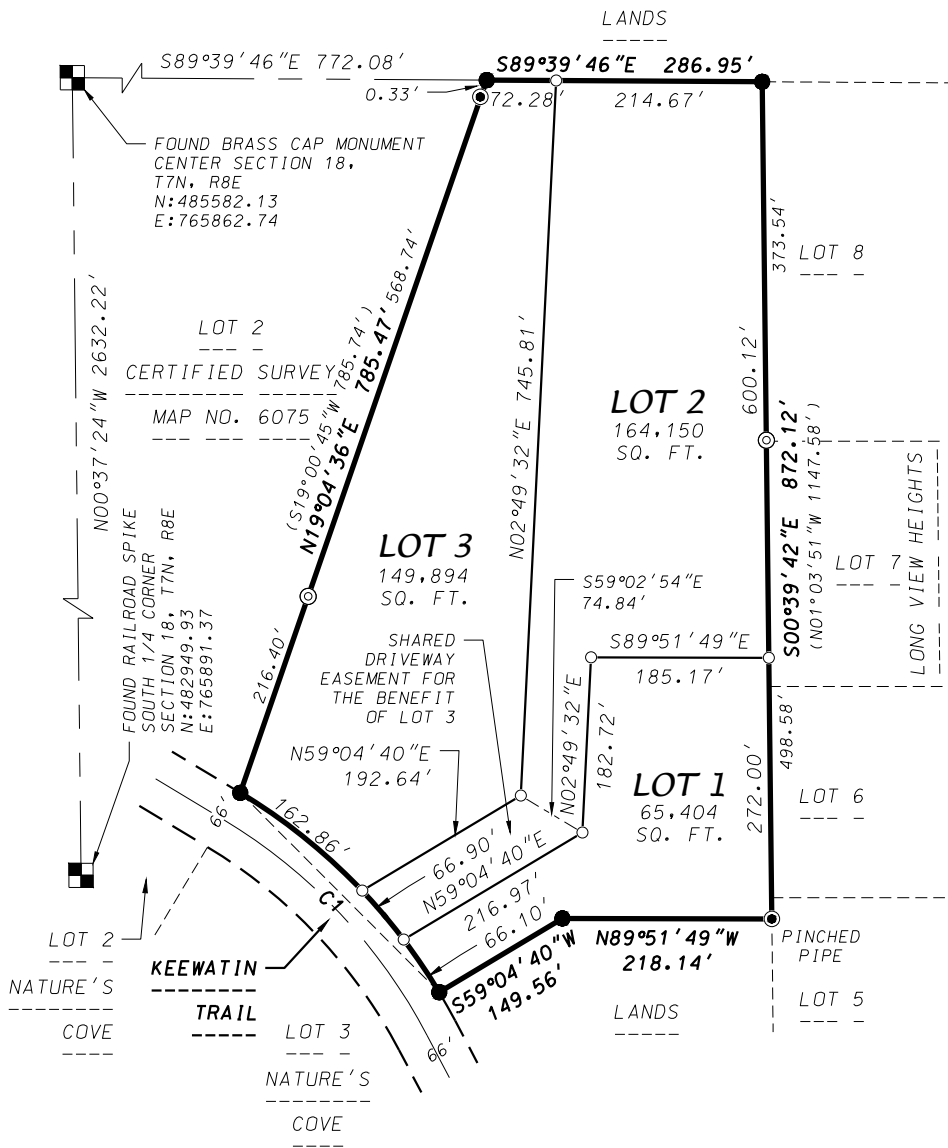 LANDS
S89°39'46"E 772.08'
S89°39'46"E 286.95'
0.33'
72.28'
214.67'
FOUND BRASS CAP MONUMENT
CENTER SECTION 18,
T7N, R8E
N:485582.13
E:765862.74
373.54'
LOT 8
N00°37'24"W 2632.22'
LOT 2
CERTIFIED SURVEY
MAP NO. 6075
(S19°00'45"W 785.74')
N19°04'36"E 785.47'
568.74'
N02°49'32"E 745.81'
LOT 2
164,150
SQ. FT.
600.12'
S00°39'42"E 872.12'
(N01°03'51"W 1147.58')
LOT 7
LONG VIEW HEIGHTS
LOT 3
149,894
SQ. FT.
S59°02'54"E
74.84'
SHARED
DRIVEWAY
EASEMENT FOR
THE BENEFIT
OF LOT 3
S89°51'49"E
185.17'
FOUND RAILROAD SPIKE
SOUTH 1/4 CORNER
SECTION 18, T7N, R8E
N:482949.93
E:765891.37
216.40'
N59°04'40"E
192.64'
N02°49'32"E
182.72'
LOT 1
65,404
SQ. FT.
272.00'
498.58'
LOT 6
66'
162.86'
66.90'
N59°04'40"E
216.97'
C1
66.10'
S59°04'40"W
149.56'
N89°51'49"W
218.14'
PINCHED
PIPE
LOT 5
LANDS
LOT 2
NATURE'S
COVE
KEEWATIN
TRAIL
LOT 3
NATURE'S
COVE
66'